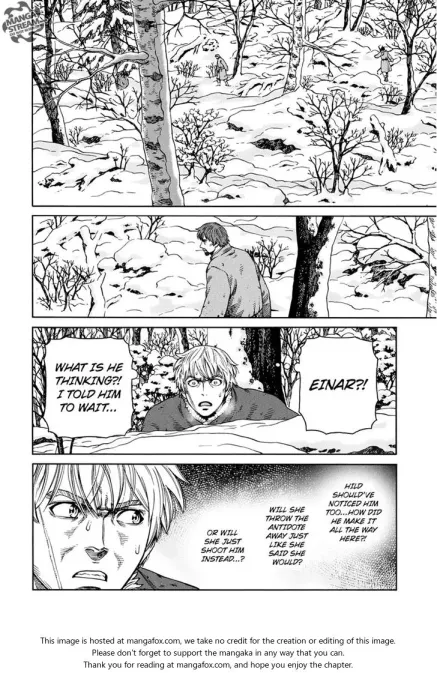 MANGA
STREAM
EINAR?!
WHAT IS HE
THINKING?!
I TOLD HIM
TO WAIT...
HILD
SHOULD'VE
NOTICED HIM
TOO...HOW DID
HE MAKE IT
ALL THE WAY
HERE?!
WILL SHE
THROW THE
ANTIDOTE
AWAY JUST
LIKE SHE
SAID SHE
WOULD?
OR WILL
SHE JUST
SHOOT HIM
INSTEAD...?
This image is hosted at mangafox.com, we take no credit for the creation or editing of this image.
Please don't forget to support the mangaka in any way that you can.
Thank you for reading at mangafox.com, and hope you enjoy the chapter.